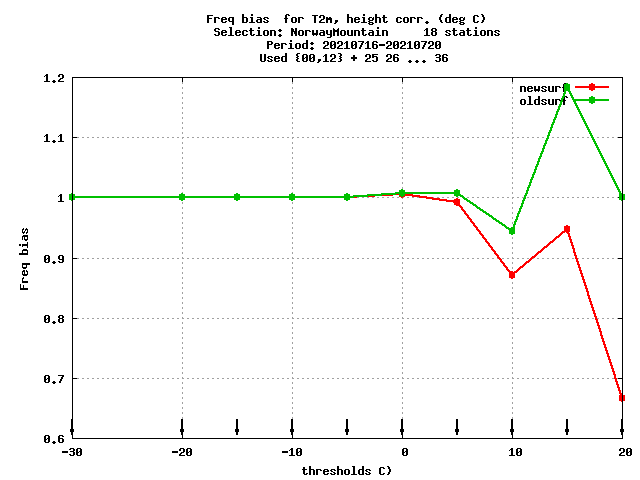 Freq bias  for T2m, height corr. (deg C)
Selection: NorwayMountain     18 stations
Period: 20210716-20210720
Used {00,12} + 25 26 ... 36
newsurf
oldsurf
1.2
1.1
1
0.9
0.8
0.7
0.6
Freq bias
-30 -20 -10 0 10 20
thresholds C)